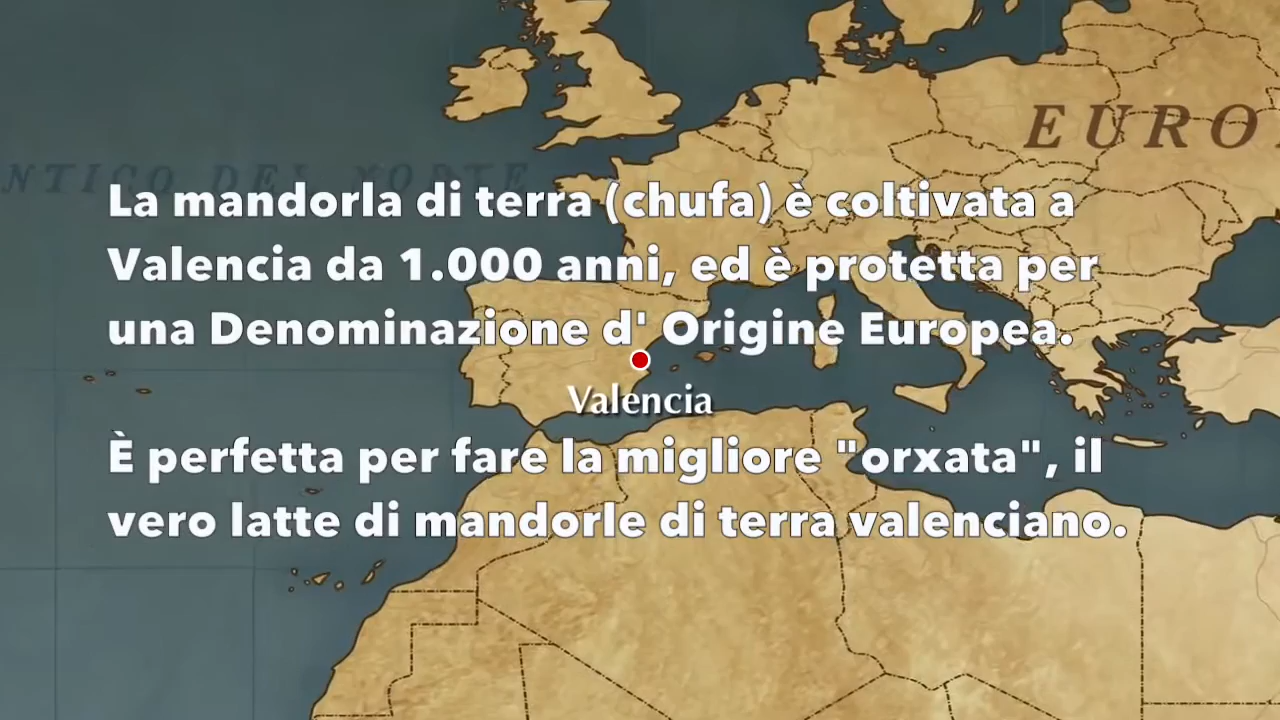 EURO
NTICO DEL NORTE
La mandorla di terra (chufa) è coltivata a
Valencia da 1.000 anni, ed è protetta per
una Denominazione d' Origine Europea.
Valencia
È perfetta per fare la migliore "orxata", il
vero latte di mandorle di terra valenciano.